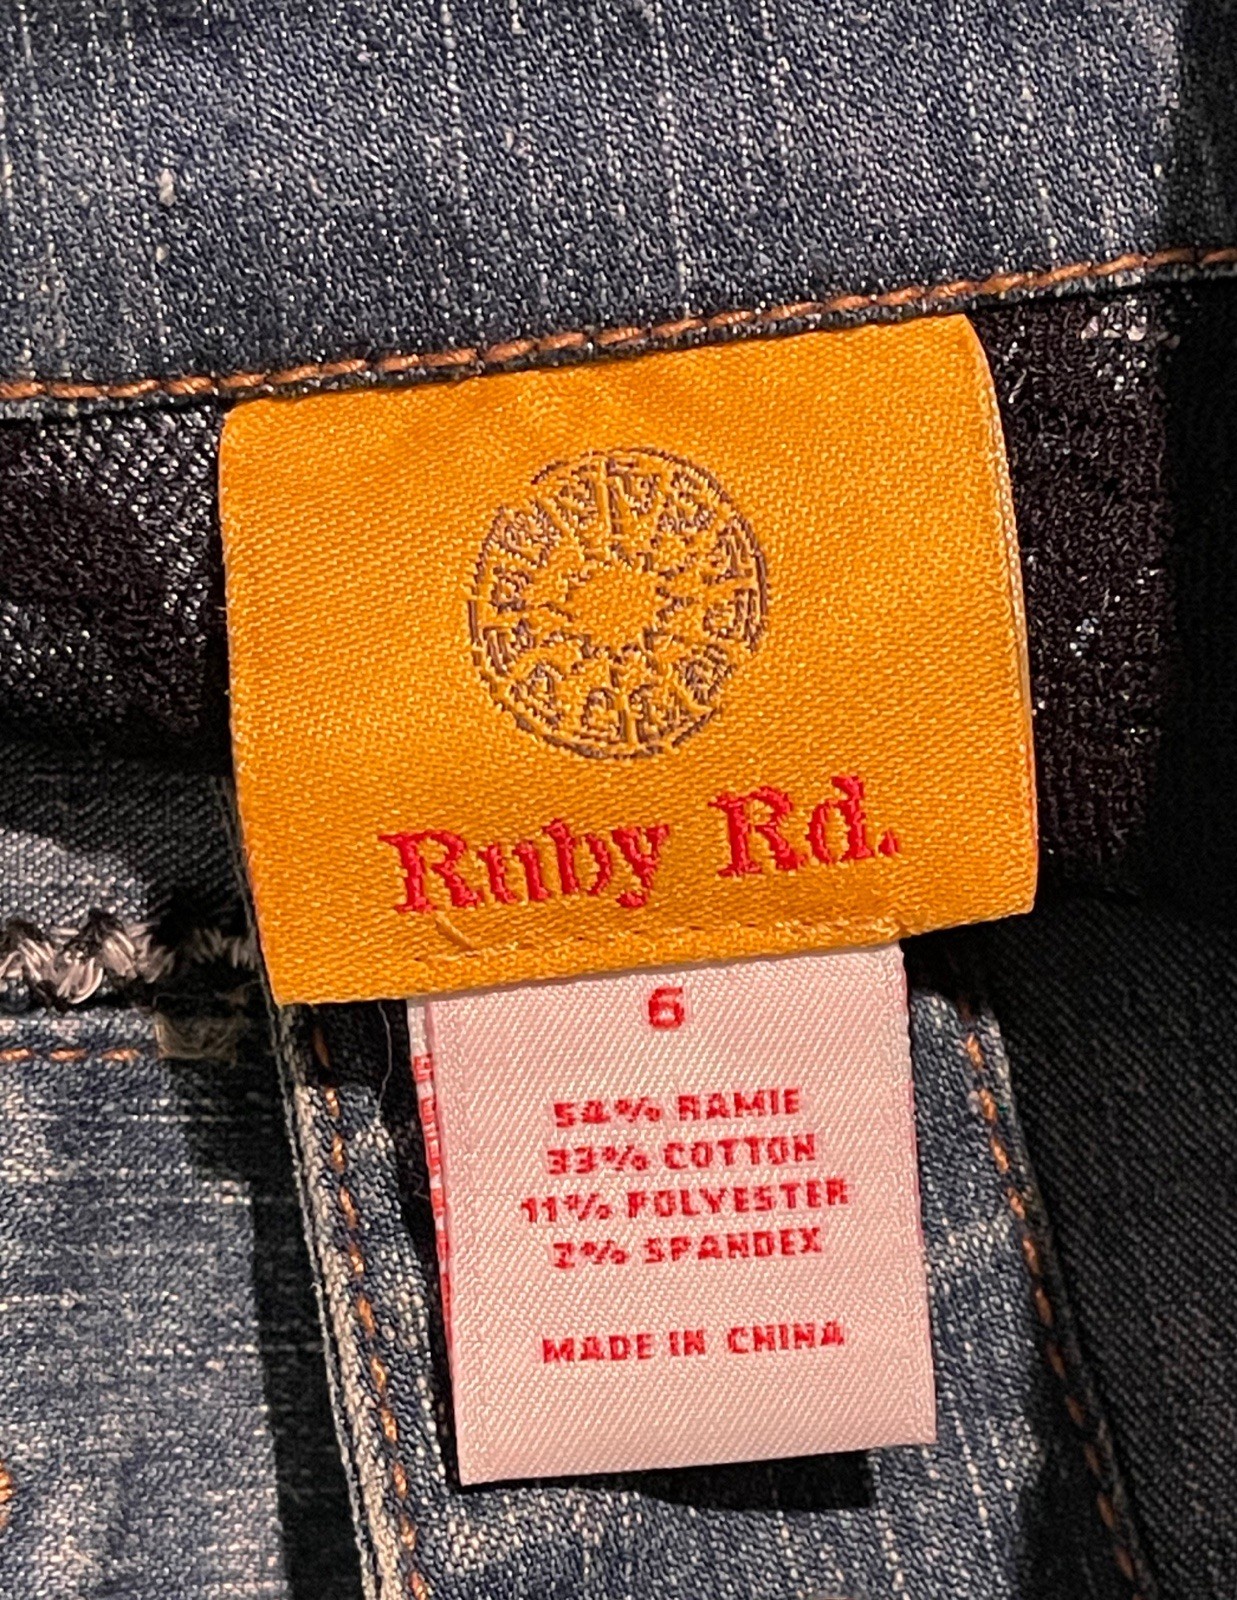 Ruby Rd.
6
54% RAMIE
33% COTTON
11% POLYESTER
2% SPANDEX
MADE IN CHINA